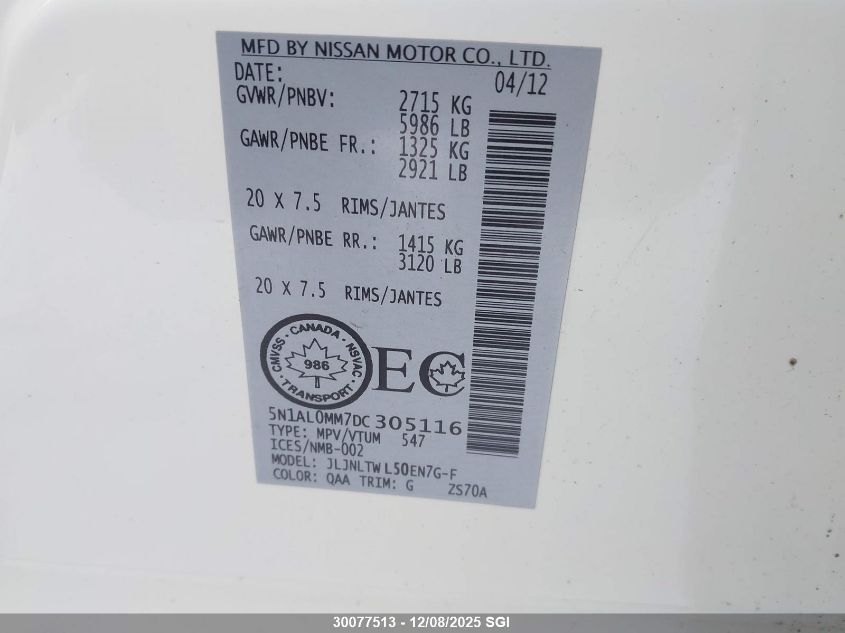 MFD BY NISSAN MOTOR CO., LTD.
DATE: 04/12
GVWR/PNBV: 2715 KG
5986 LB
GAWR/PNBE FR.: 1325 KG
2921 LB
20 X 7.5 RIMS/JANTES
GAWR/PNBE RR.: 1415 KG
3120 LB
20 X 7.5 RIMS/JANTES
CANADA
CMVSS 986 NSVAC
TRANSPORT
EC
5N1AL0MM7DC305116
TYPE: MPV/VTUM 547
ICES/NMB-002
MODEL: JLJNLTWL50EN7G-F
COLOR: QAA TRIM: G ZS70A
30077513 - 12/08/2025 SGI